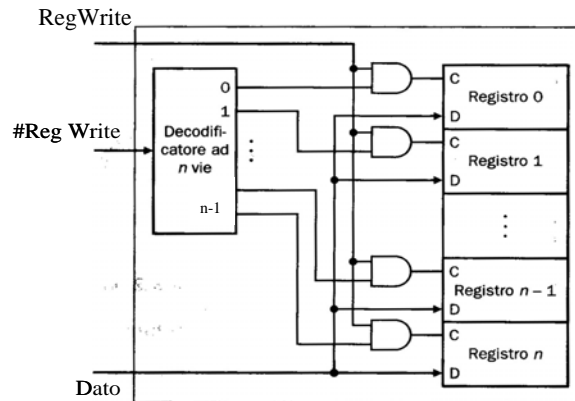 RegWrite
0
1
#Reg Write
Decodifi-
catore ad
n vie
n-1
C
Registro 0
D
C
Registro 1
D
C
Registro n – 1
D
C
Registro n
D
Dato